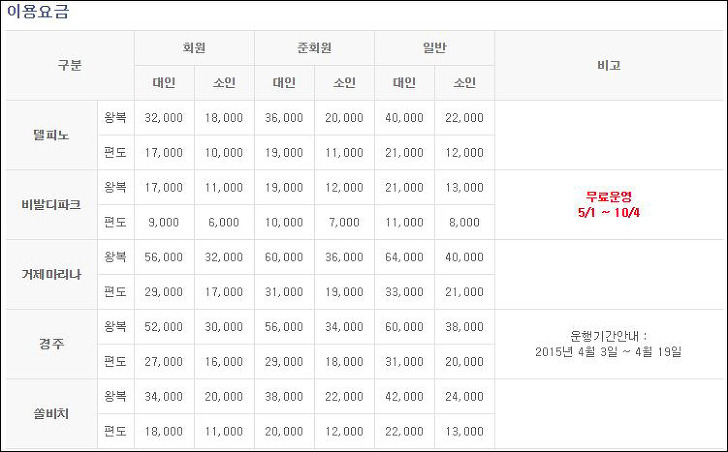 이용요금
구분 회원 준회원 일반 비고
대인 소인 대인 소인 대인 소인
델피노 왕복 32,000 18,000 36,000 20,000 40,000 22,000
편도 17,000 10,000 19,000 11,000 21,000 12,000
비발디파크 왕복 17,000 11,000 19,000 12,000 21,000 13,000 무료운영
편도 9,000 6,000 10,000 7,000 11,000 8,000 5/1 ~ 10/4
거제마리나 왕복 56,000 32,000 60,000 36,000 64,000 40,000
편도 29,000 17,000 31,000 19,000 33,000 21,000
경주 왕복 52,000 30,000 56,000 34,000 60,000 38,000 운행기간안내 :
편도 27,000 16,000 29,000 18,000 31,000 20,000 2015년 4월 3일 ~ 4월 19일
쏠비치 왕복 34,000 20,000 38,000 22,000 42,000 24,000
편도 18,000 11,000 20,000 12,000 22,000 13,000